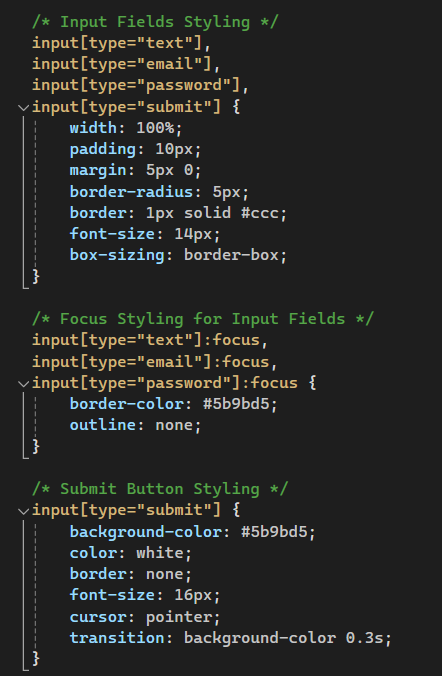 /* Input Fields Styling */
input[type="text"],
input[type="email"],
input[type="password"],
input[type="submit"] {
    width: 100%;
    padding: 10px;
    margin: 5px 0;
    border-radius: 5px;
    border: 1px solid #ccc;
    font-size: 14px;
    box-sizing: border-box;
}

/* Focus Styling for Input Fields */
input[type="text"]:focus,
input[type="email"]:focus,
input[type="password"]:focus {
    border-color: #5b9bd5;
    outline: none;
}

/* Submit Button Styling */
input[type="submit"] {
    background-color: #5b9bd5;
    color: white;
    border: none;
    font-size: 16px;
    cursor: pointer;
    transition: background-color 0.3s;
}